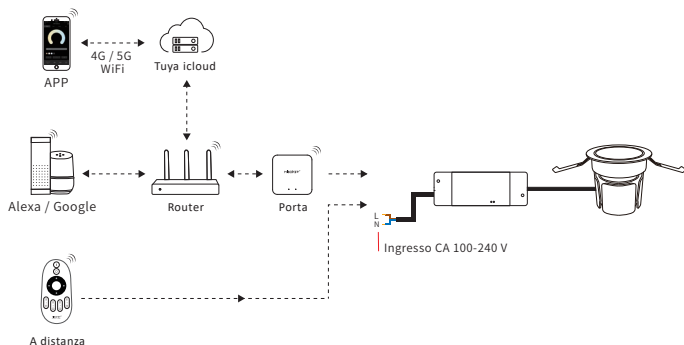 4G / 5G
WiFi
APP
Tuya icloud
Alexa / Google
Router
Porta
L
N
Ingresso CA 100-240 V
A distanza